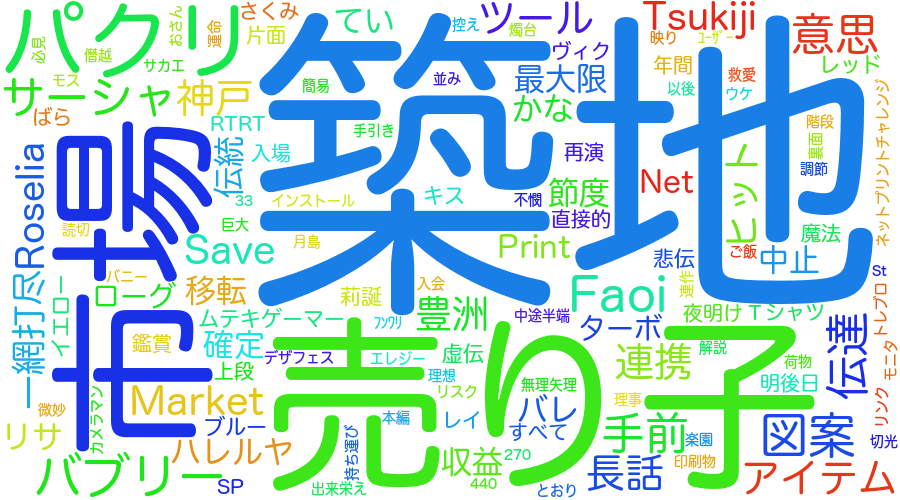 パクリ
おさん
運命
さくみ
てい
控え
ツール
燭台
Tsukiji
ユーザー
意思
必見
僭越
片面
ヴィク
映り
サカエ
モス
サーシャ
神戸
簡易
並み
最大限
年間
救愛
レッド
以後
ウケ
かな
ばら
RTRT
手引き
階段
築地
市場
Roselia
伝統
入場
再演
裏面
調節
ネットプリントチャレンジ
33
インストール
キス
不憫
節度
Net
ヒット
読切
巨大
直接的
Save
月島
Print
ご飯
魔法
悲伝
中止
St
バニー
移転
莉誕
入会
Faoi
連作
一網打尽
イエロー
ローグ
豊洲
中途半端
夜明け
Tシャツ
トレプロ
ムテキゲーマー
フンワリ
ターボ
伝達
鑑賞
確定
デザフェス
エレジー
虚伝
連携
解説
荷物
モニタ
上段
理想
無理矢理
明後日
売り子
Market
リスク
理事
リンク
微妙
カメラマン
ブルー
本編
レイ
バレ
すべて
手前
図案
リサ
ハレルヤ
持ち運び
楽園
切光
バブリー
収益
270
長話
印刷物
アイテム
SP
出来栄え
440
とおり